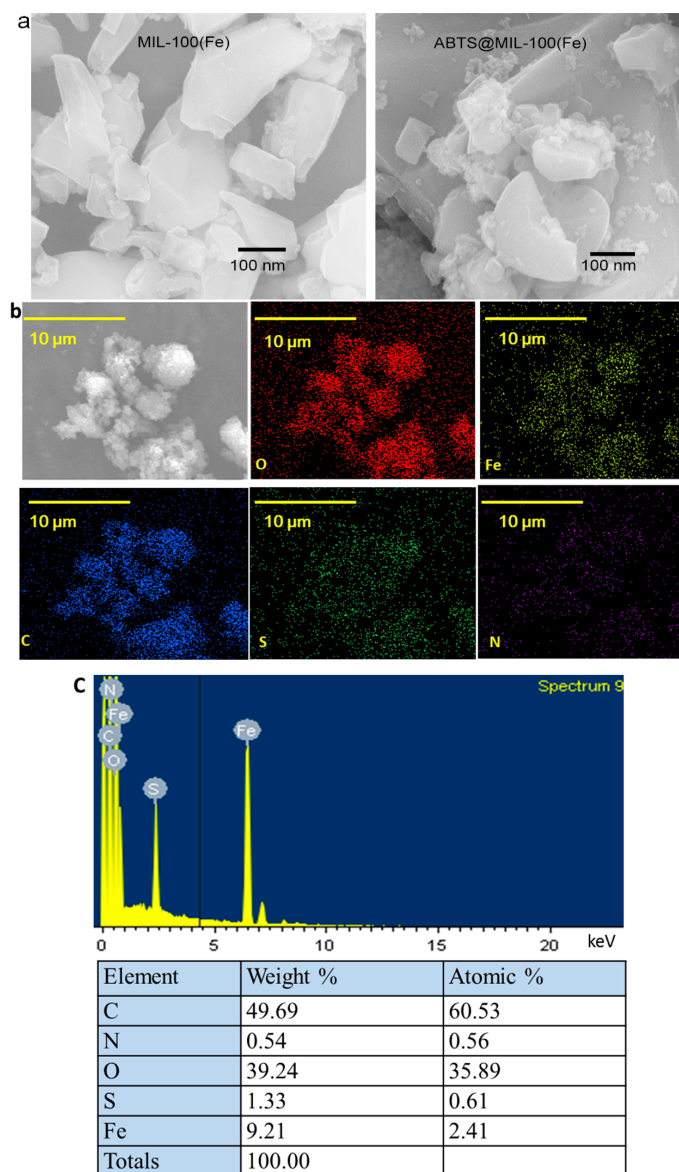 a
MIL-100(Fe)
ABTS@MIL-100(Fe)
100 nm
100 nm
b
10 µm
10 µm
O
10 µm
Fe
10 µm
C
10 µm
S
10 µm
N
C
Spectrum 9
N
Fe
C
O
S
Fe
0 5 10 15 20 keV
Element Weight % Atomic %
C 49.69 60.53
N 0.54 0.56
O 39.24 35.89
S 1.33 0.61
Fe 9.21 2.41
Totals 100.00